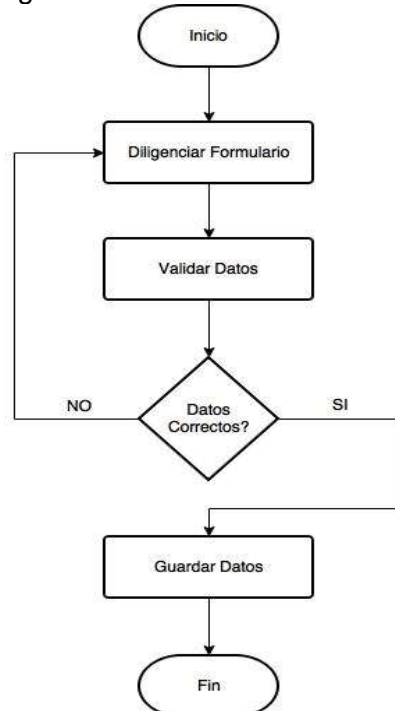 Inicio
Diligenciar Formulario
Validar Datos
NO
Datos
Correctos?
SI
Guardar Datos
Fin